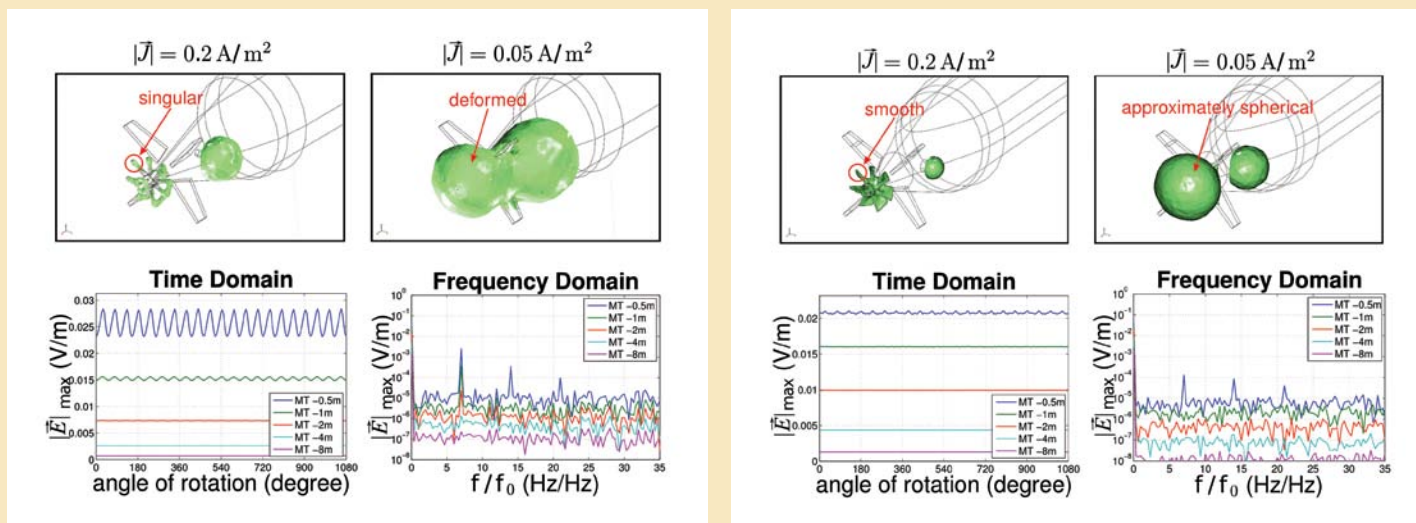 |J⃗| = 0.2 A/m²
|J⃗| = 0.05 A/m²
singular
deformed
Time Domain
|E⃗| max (V/m)
0.03
0.025
0.02
0.015
0.01
0.005
0
MT -0.5m
MT -1m
MT -2m
MT -4m
MT -8m
0 180 360 540 720 900 1080
angle of rotation (degree)
Frequency Domain
|E⃗| max (V/m)
10⁰
10⁻¹
10⁻²
10⁻³
10⁻⁴
10⁻⁵
10⁻⁶
10⁻⁷
10⁻⁸
MT -0.5m
MT -1m
MT -2m
MT -4m
MT -8m
0 5 10 15 20 25 30 35
f / f₀ (Hz/Hz)
|J⃗| = 0.2 A/m²
|J⃗| = 0.05 A/m²
smooth
approximately spherical
Time Domain
|E⃗| max (V/m)
0.02
0.015
0.01
0.005
0
MT -0.5m
MT -1m
MT -2m
MT -4m
MT -8m
0 180 360 540 720 900 1080
angle of rotation (degree)
Frequency Domain
|E⃗| max (V/m)
10⁰
10⁻¹
10⁻²
10⁻³
10⁻⁴
10⁻⁵
10⁻⁶
10⁻⁷
10⁻⁸
MT -0.5m
MT -1m
MT -2m
MT -4m
MT -8m
0 5 10 15 20 25 30 35
f / f₀ (Hz/Hz)